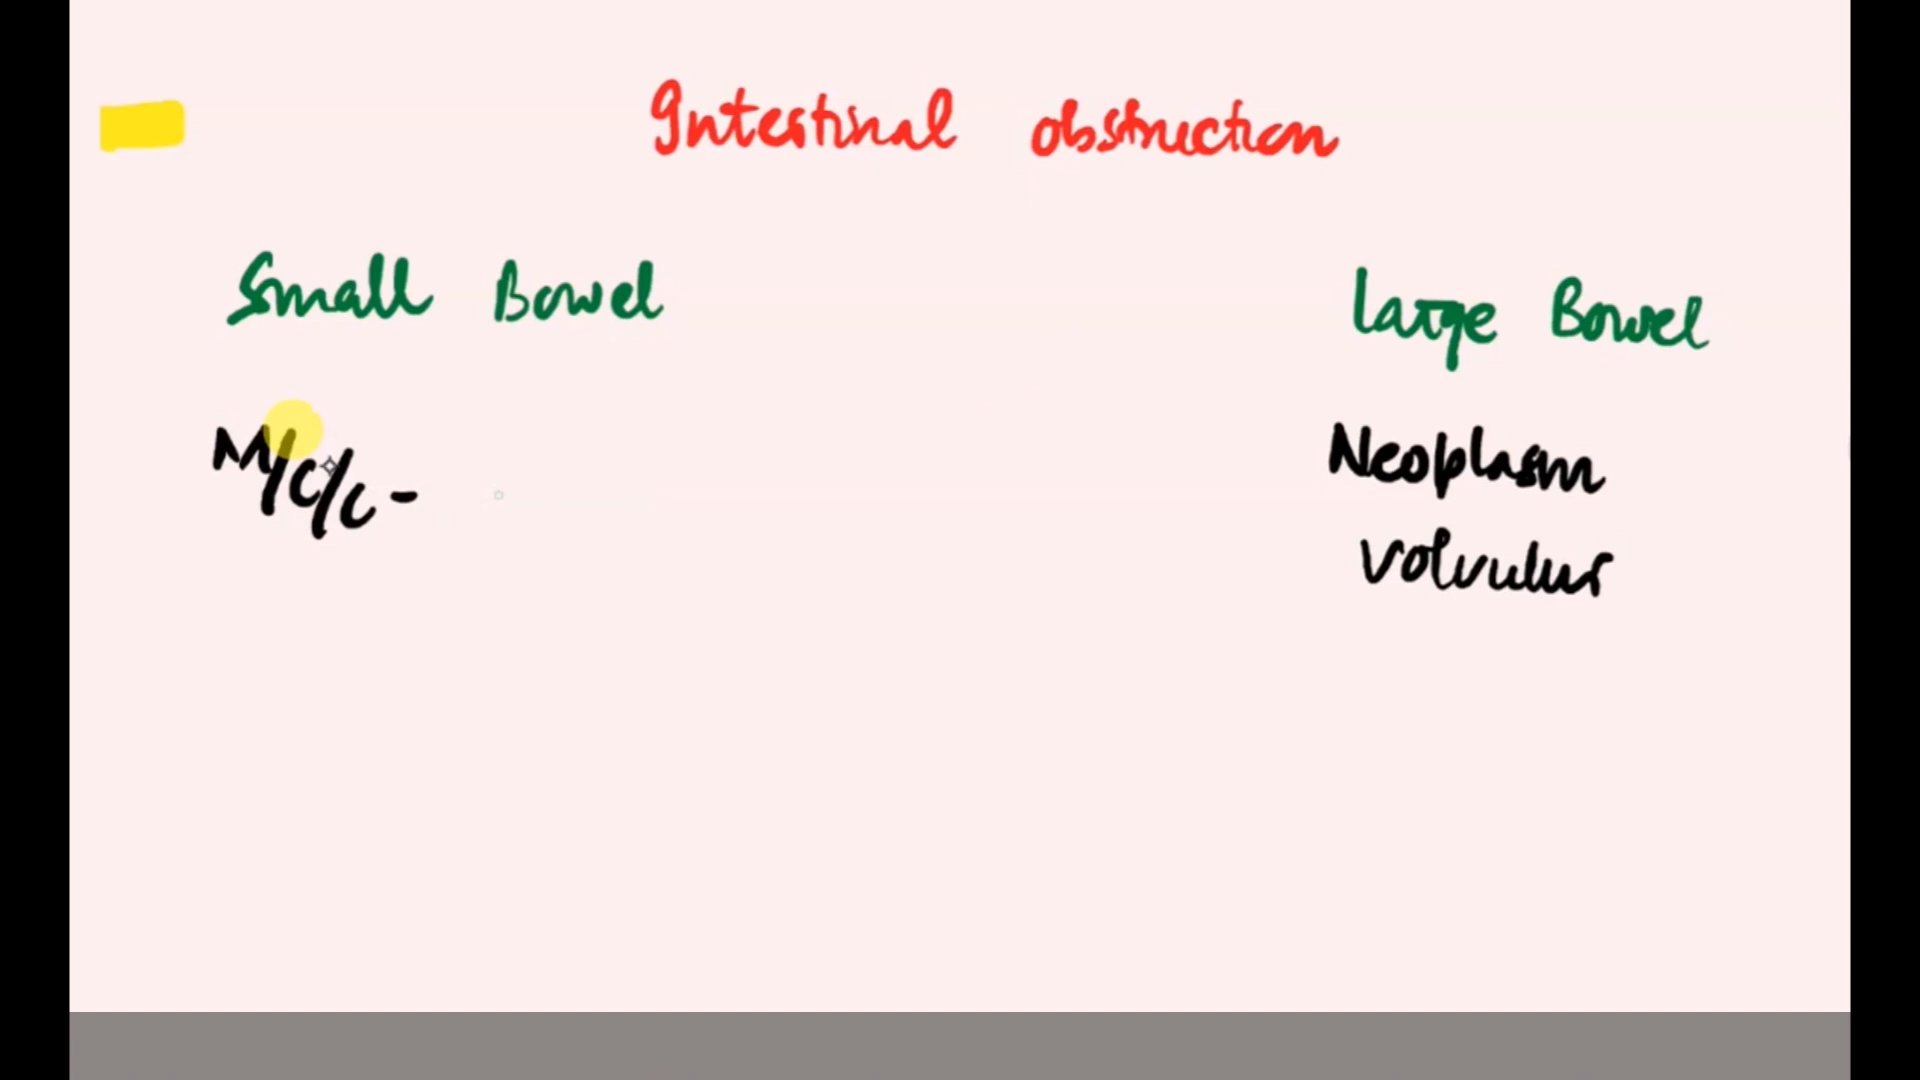 Intestinal obstruction
Small Bowel
Large Bowel
M/C/C -
Neoplasm
Volvulus